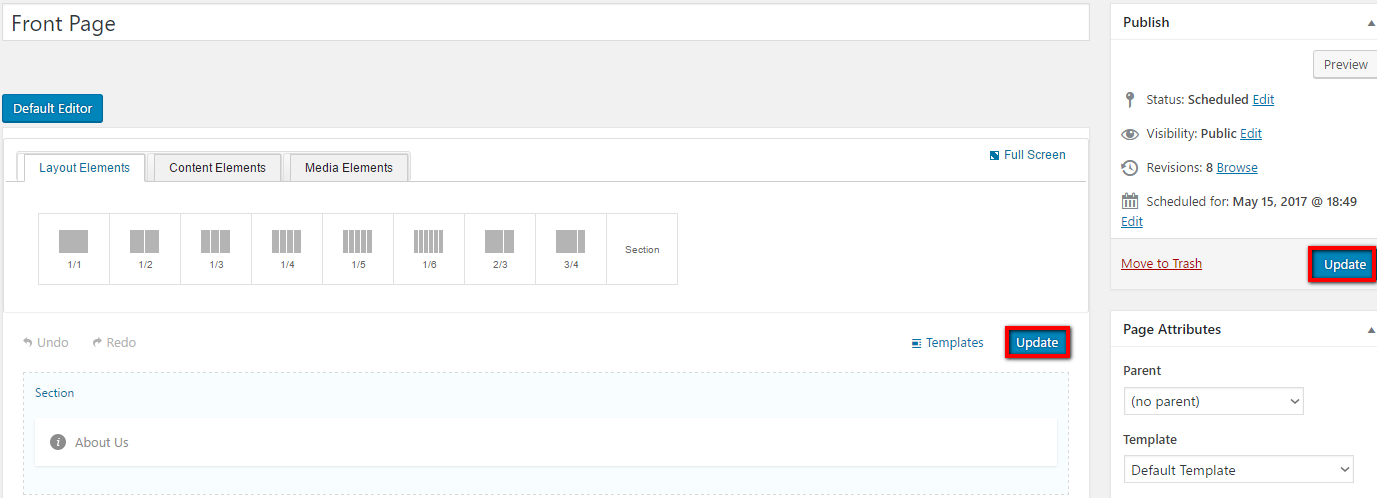 Front Page
Default Editor
Layout Elements
Content Elements
Media Elements
Full Screen
1/1
1/2
1/3
1/4
1/5
1/6
2/3
3/4
Section
Undo
Redo
Templates
Update
Section
About Us
Publish
Preview
Status: Scheduled Edit
Visibility: Public Edit
Revisions: 8 Browse
Scheduled for: May 15, 2017 @ 18:49
Edit
Move to Trash
Update
Page Attributes
Parent
(no parent)
Template
Default Template